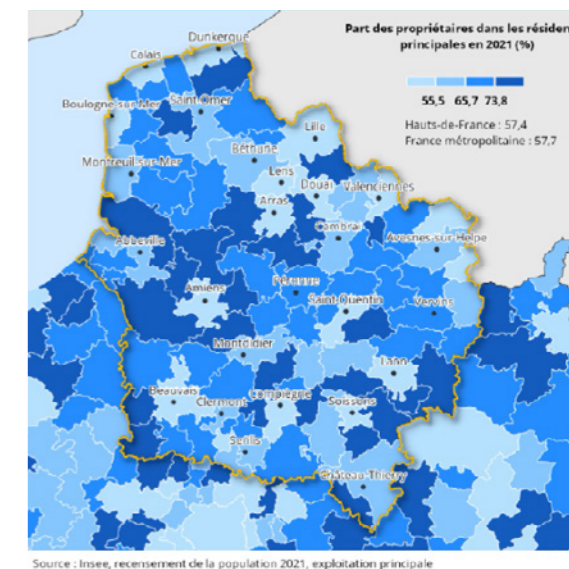 Part des propriétaires dans les résiden
principales en 2021 (%)
55,5 65,7 73,8
Hauts-de-France : 57,4
France métropolitaine : 57,7
Dunkerque
Calais
Boulogne-sur-Mer
Saint-Omer
Lille
Béthune
Montreuil-sur-Mer
Lens
Douai
Valenciennes
Arras
Cambrai
Avesnes-sur-Helpe
Abbeville
Amiens
Péronne
Saint-Quentin
Vervins
Montdidier
Laon
Beauvais
Clermont
Compiègne
Soissons
Senlis
Château-Thierry
Source : Insee, recensement de la population 2021, exploitation principale